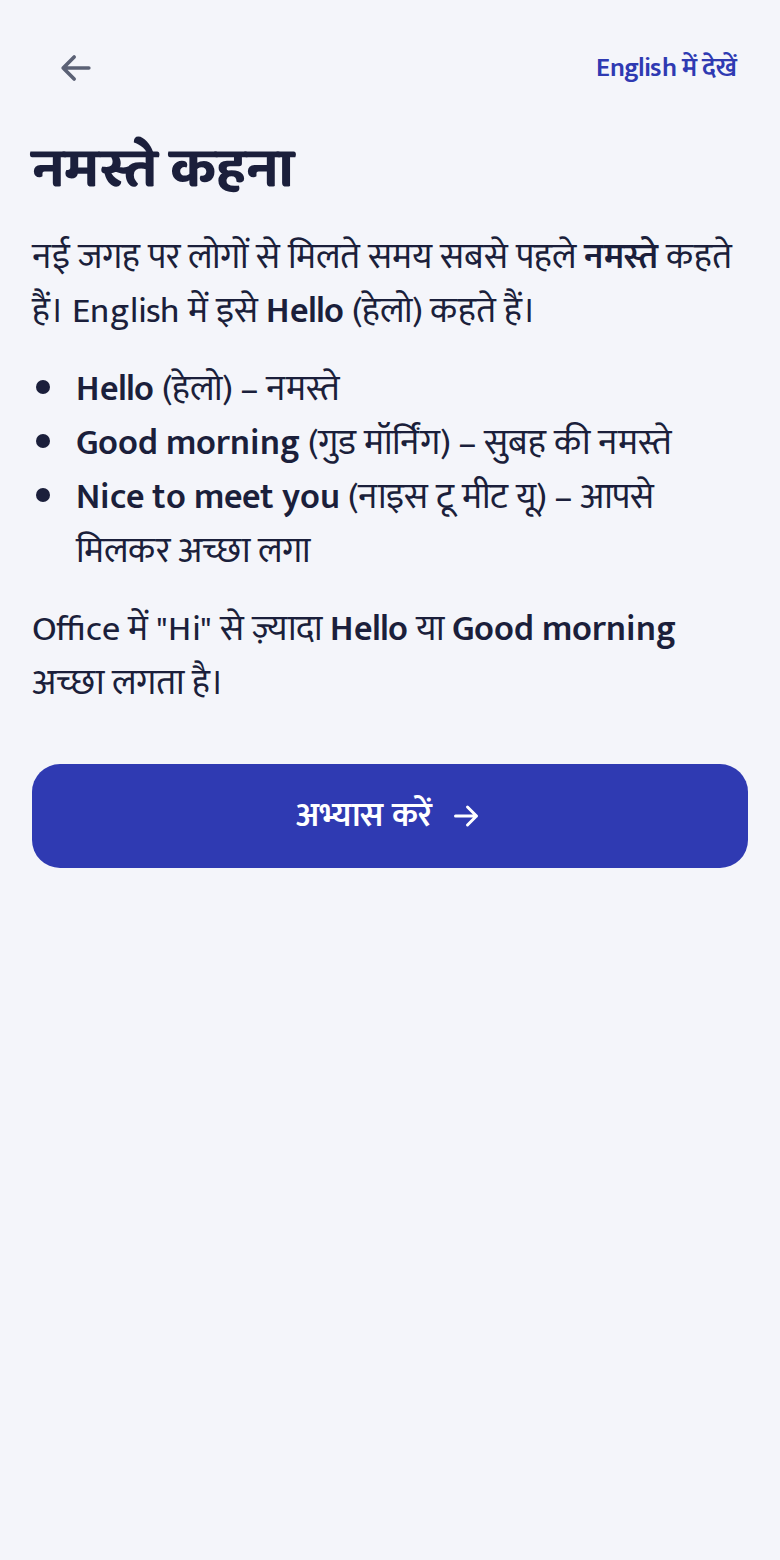 English में देखें
नमस्ते कहना
नई जगह पर लोगों से मिलते समय सबसे पहले नमस्ते कहते
हैं। English में इसे Hello (हेलो) कहते हैं।
Hello (हेलो) – नमस्ते
Good morning (गुड मॉर्निंग) – सुबह की नमस्ते
Nice to meet you (नाइस टू मीट यू) – आपसे
मिलकर अच्छा लगा
Office में "Hi" से ज़्यादा Hello या Good morning
अच्छा लगता है।
अभ्यास करें